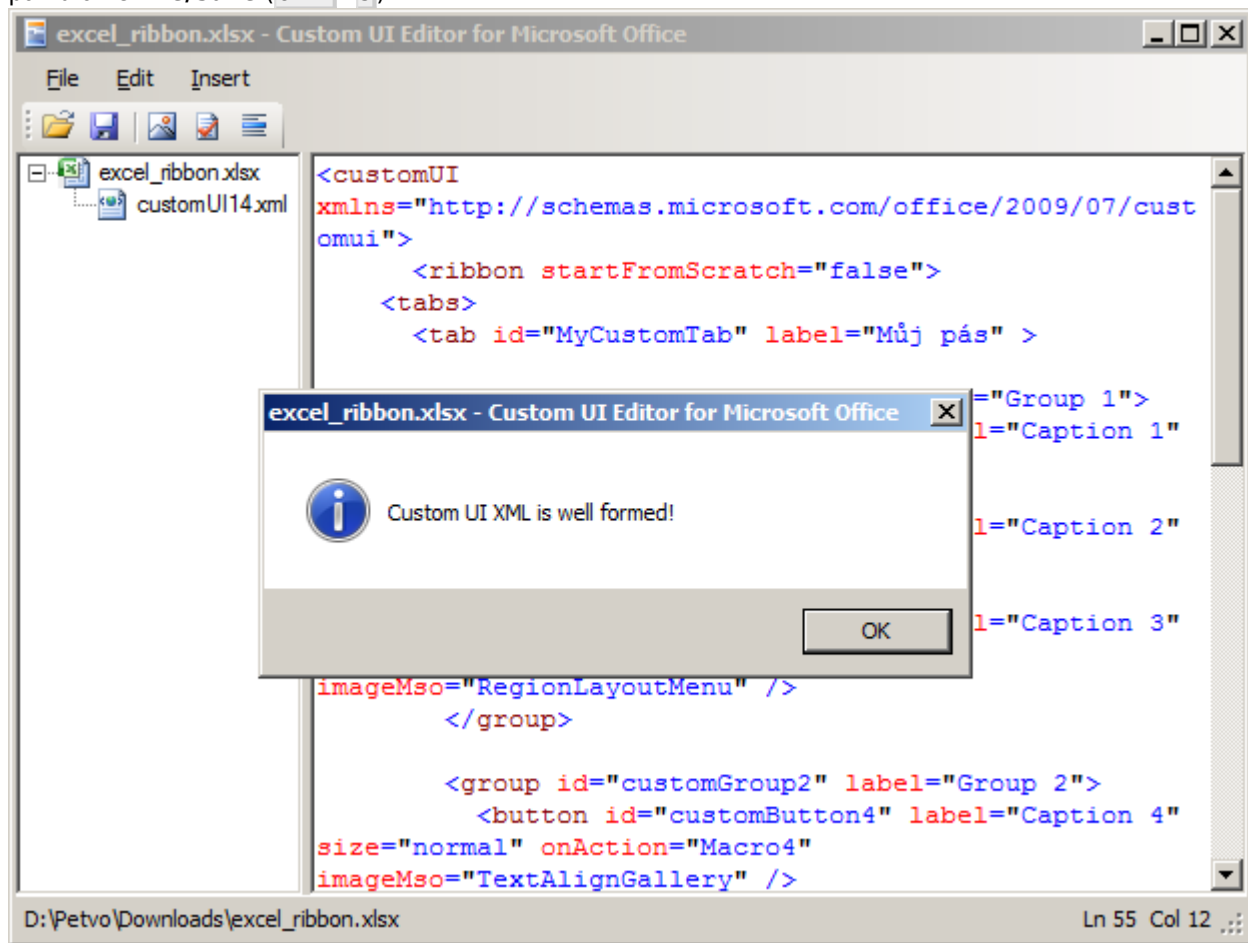 excel_ribbon.xlsx - Custom UI Editor for Microsoft Office
File Edit Insert
excel_ribbon.xlsx
customUI14.xml
<customUI
xmlns="http://schemas.microsoft.com/office/2009/07/cust
omui">
<ribbon startFromScratch="false">
<tabs>
<tab id="MyCustomTab" label="Můj pás" >
="Group 1">
l="Caption 1"
l="Caption 2"
l="Caption 3"
excel_ribbon.xlsx - Custom UI Editor for Microsoft Office
Custom UI XML is well formed!
OK
imageMso="RegionLayoutMenu" />
</group>
<group id="customGroup2" label="Group 2">
<button id="customButton4" label="Caption 4"
size="normal" onAction="Macro4"
imageMso="TextAlignGallery" />
D:\Petvo\Downloads\excel_ribbon.xlsx
Ln 55 Col 12